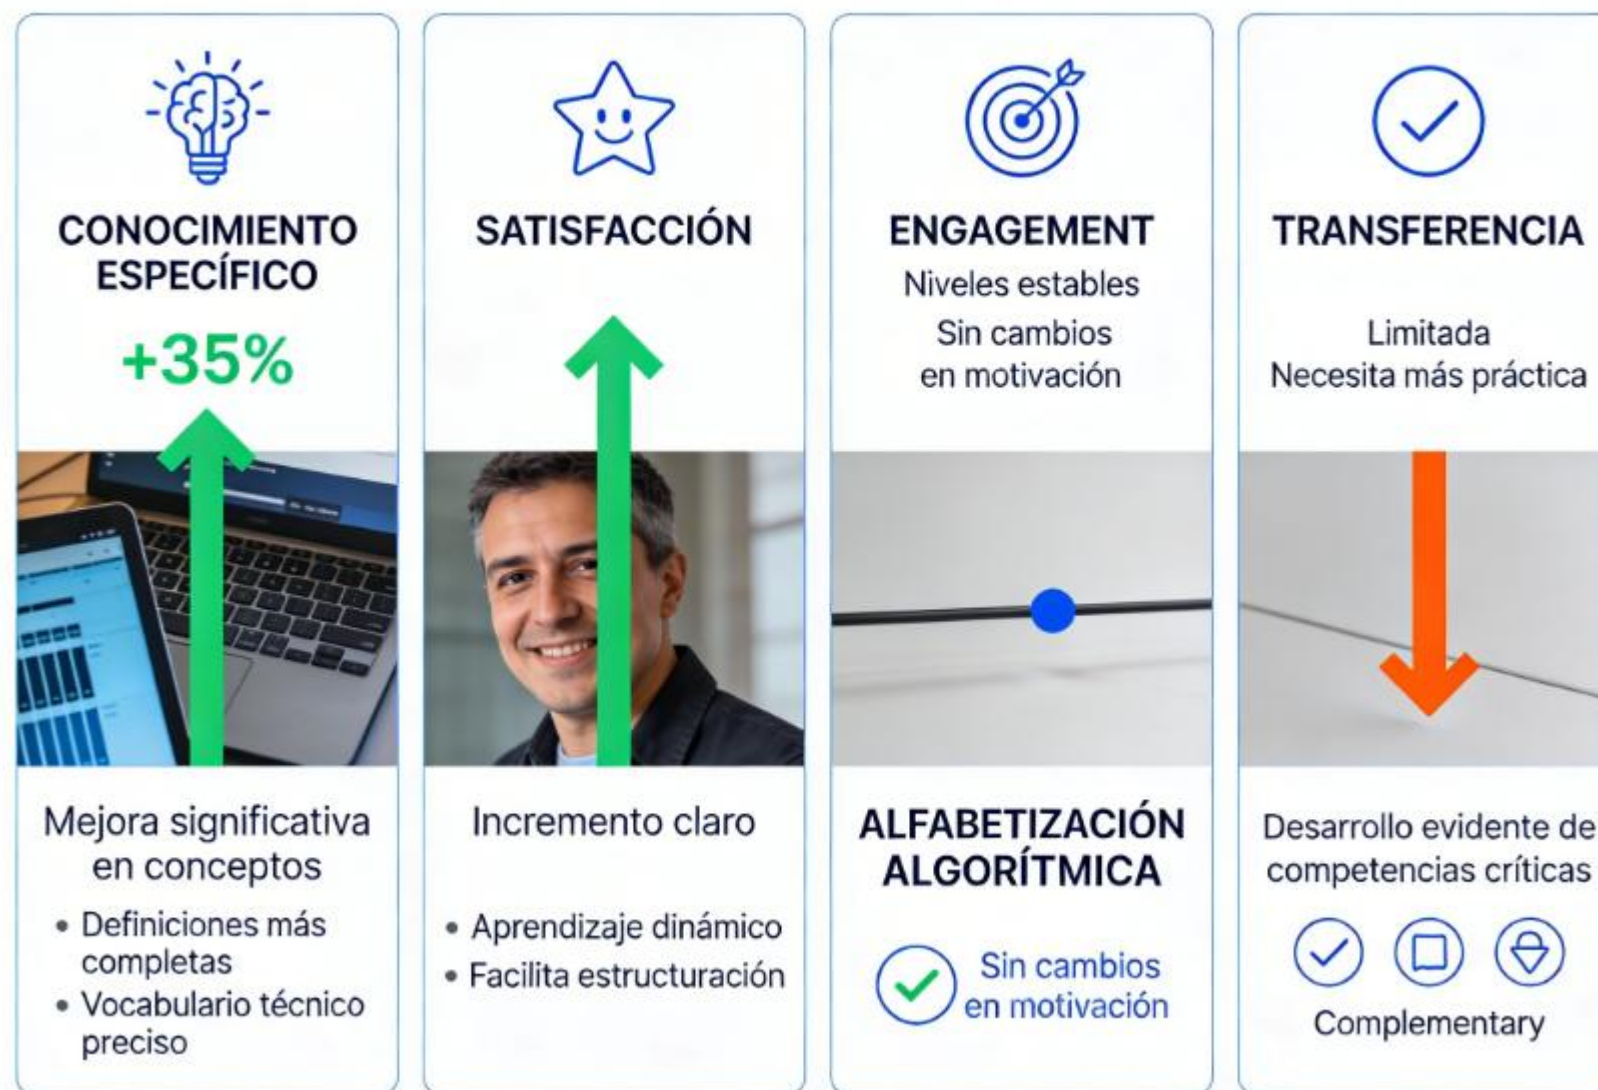 CONOCIMIENTO
ESPECÍFICO
+35%
Mejora significativa
en conceptos
• Definiciones más
completas
• Vocabulario técnico
preciso
SATISFACCIÓN
Incremento claro
• Aprendizaje dinámico
• Facilita estructuración
ENGAGEMENT
Niveles estables
Sin cambios
en motivación
ALFABETIZACIÓN
ALGORÍTMICA
Sin cambios
en motivación
TRANSFERENCIA
Limitada
Necesita más práctica
Desarrollo evidente de
competencias críticas
Complementary